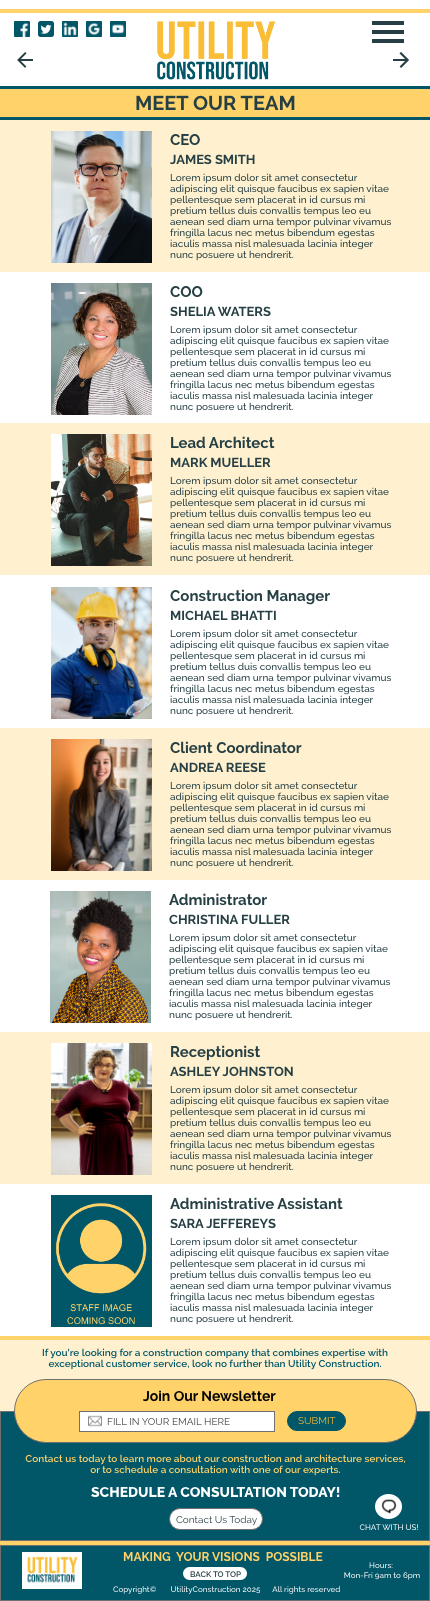 UTILITY
CONSTRUCTION
MEET OUR TEAM
CEO
JAMES SMITH
Lorem ipsum dolor sit amet consectetur
adipiscing elit quisque faucibus ex sapien vitae
pellentesque sem placerat in id cursus mi
pretium tellus duis convallis tempus leo eu
aenean sed diam urna tempor pulvinar vivamus
fringilla lacus nec metus bibendum egestas
iaculis massa nisl malesuada lacinia integer
nunc posuere ut hendrerit.
COO
SHELIA WATERS
Lorem ipsum dolor sit amet consectetur
adipiscing elit quisque faucibus ex sapien vitae
pellentesque sem placerat in id cursus mi
pretium tellus duis convallis tempus leo eu
aenean sed diam urna tempor pulvinar vivamus
fringilla lacus nec metus bibendum egestas
iaculis massa nisl malesuada lacinia integer
nunc posuere ut hendrerit.
Lead Architect
MARK MUELLER
Lorem ipsum dolor sit amet consectetur
adipiscing elit quisque faucibus ex sapien vitae
pellentesque sem placerat in id cursus mi
pretium tellus duis convallis tempus leo eu
aenean sed diam urna tempor pulvinar vivamus
fringilla lacus nec metus bibendum egestas
iaculis massa nisl malesuada lacinia integer
nunc posuere ut hendrerit.
Construction Manager
MICHAEL BHATTI
Lorem ipsum dolor sit amet consectetur
adipiscing elit quisque faucibus ex sapien vitae
pellentesque sem placerat in id cursus mi
pretium tellus duis convallis tempus leo eu
aenean sed diam urna tempor pulvinar vivamus
fringilla lacus nec metus bibendum egestas
iaculis massa nisl malesuada lacinia integer
nunc posuere ut hendrerit.
Client Coordinator
ANDREA REESE
Lorem ipsum dolor sit amet consectetur
adipiscing elit quisque faucibus ex sapien vitae
pellentesque sem placerat in id cursus mi
pretium tellus duis convallis tempus leo eu
aenean sed diam urna tempor pulvinar vivamus
fringilla lacus nec metus bibendum egestas
iaculis massa nisl malesuada lacinia integer
nunc posuere ut hendrerit.
Administrator
CHRISTINA FULLER
Lorem ipsum dolor sit amet consectetur
adipiscing elit quisque faucibus ex sapien vitae
pellentesque sem placerat in id cursus mi
pretium tellus duis convallis tempus leo eu
aenean sed diam urna tempor pulvinar vivamus
fringilla lacus nec metus bibendum egestas
iaculis massa nisl malesuada lacinia integer
nunc posuere ut hendrerit.
Receptionist
ASHLEY JOHNSTON
Lorem ipsum dolor sit amet consectetur
adipiscing elit quisque faucibus ex sapien vitae
pellentesque sem placerat in id cursus mi
pretium tellus duis convallis tempus leo eu
aenean sed diam urna tempor pulvinar vivamus
fringilla lacus nec metus bibendum egestas
iaculis massa nisl malesuada lacinia integer
nunc posuere ut hendrerit.
STAFF IMAGE
COMING SOON
Administrative Assistant
SARA JEFFEREYS
Lorem ipsum dolor sit amet consectetur
adipiscing elit quisque faucibus ex sapien vitae
pellentesque sem placerat in id cursus mi
pretium tellus duis convallis tempus leo eu
aenean sed diam urna tempor pulvinar vivamus
fringilla lacus nec metus bibendum egestas
iaculis massa nisl malesuada lacinia integer
nunc posuere ut hendrerit.
If you're looking for a construction company that combines expertise with
exceptional customer service, look no further than Utility Construction.
Join Our Newsletter
FILL IN YOUR EMAIL HERE
SUBMIT
Contact us today to learn more about our construction and architecture services,
or to schedule a consultation with one of our experts.
SCHEDULE A CONSULTATION TODAY!
Contact Us Today
CHAT WITH US!
UTILITY
CONSTRUCTION
MAKING YOUR VISIONS POSSIBLE
BACK TO TOP
Copyright© UtilityConstruction 2025 All rights reserved
Hours:
Mon-Fri 9am to 6pm